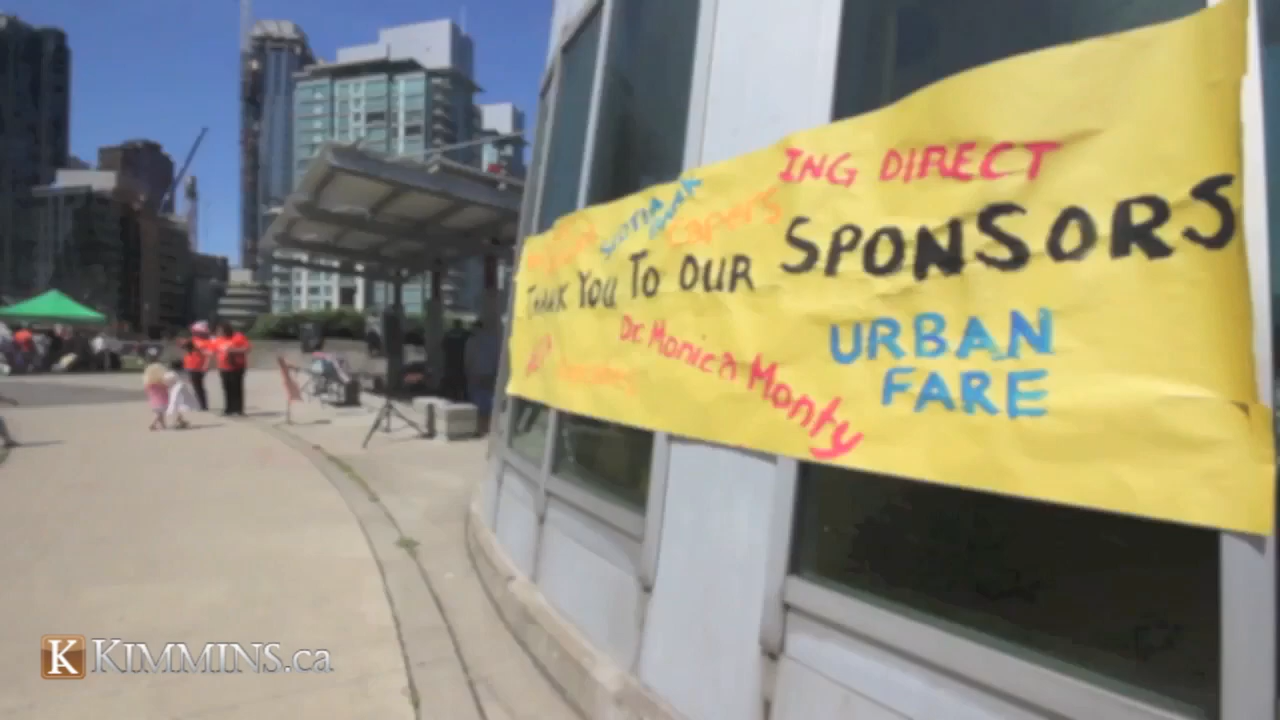 ING DIRECT
SCOTIA
BANK
Capers
THANK YOU TO OUR SPONSORS
Dr. Monica Monty
URBAN
FARE
K KIMMINS.ca